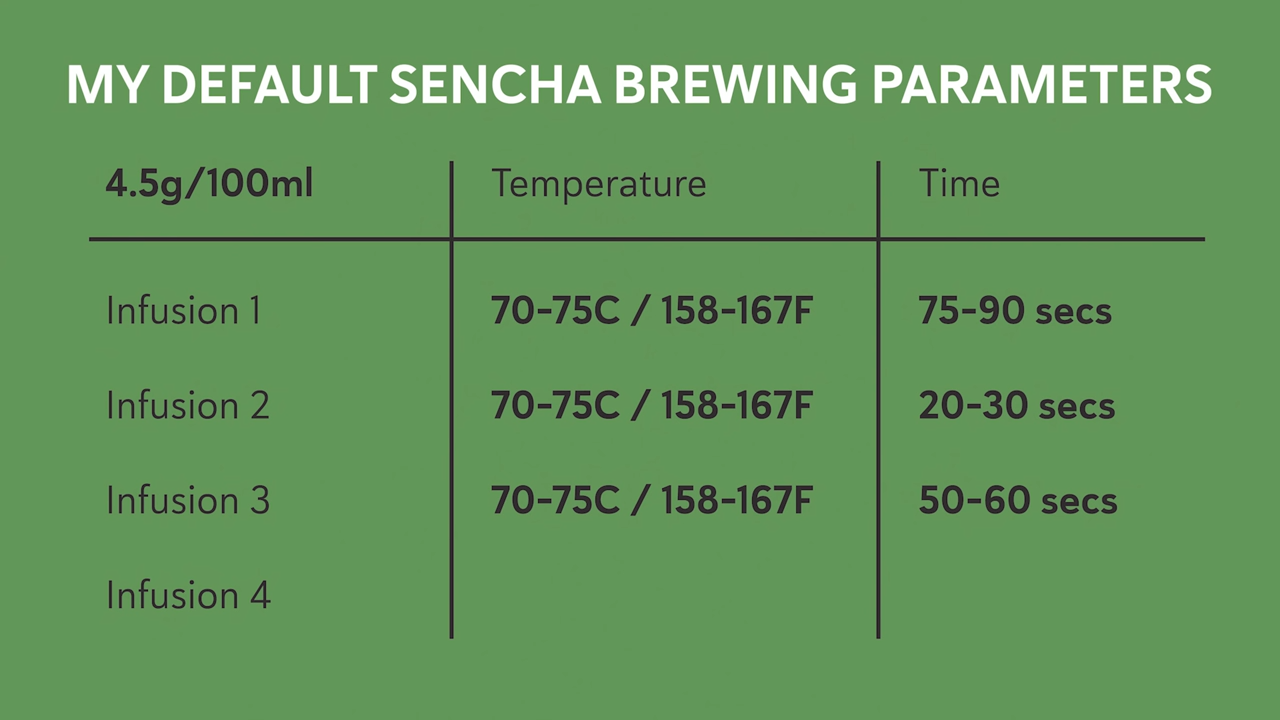 MY DEFAULT SENCHA BREWING PARAMETERS
4.5g/100ml Temperature Time
Infusion 1 70-75C / 158-167F 75-90 secs
Infusion 2 70-75C / 158-167F 20-30 secs
Infusion 3 70-75C / 158-167F 50-60 secs
Infusion 4